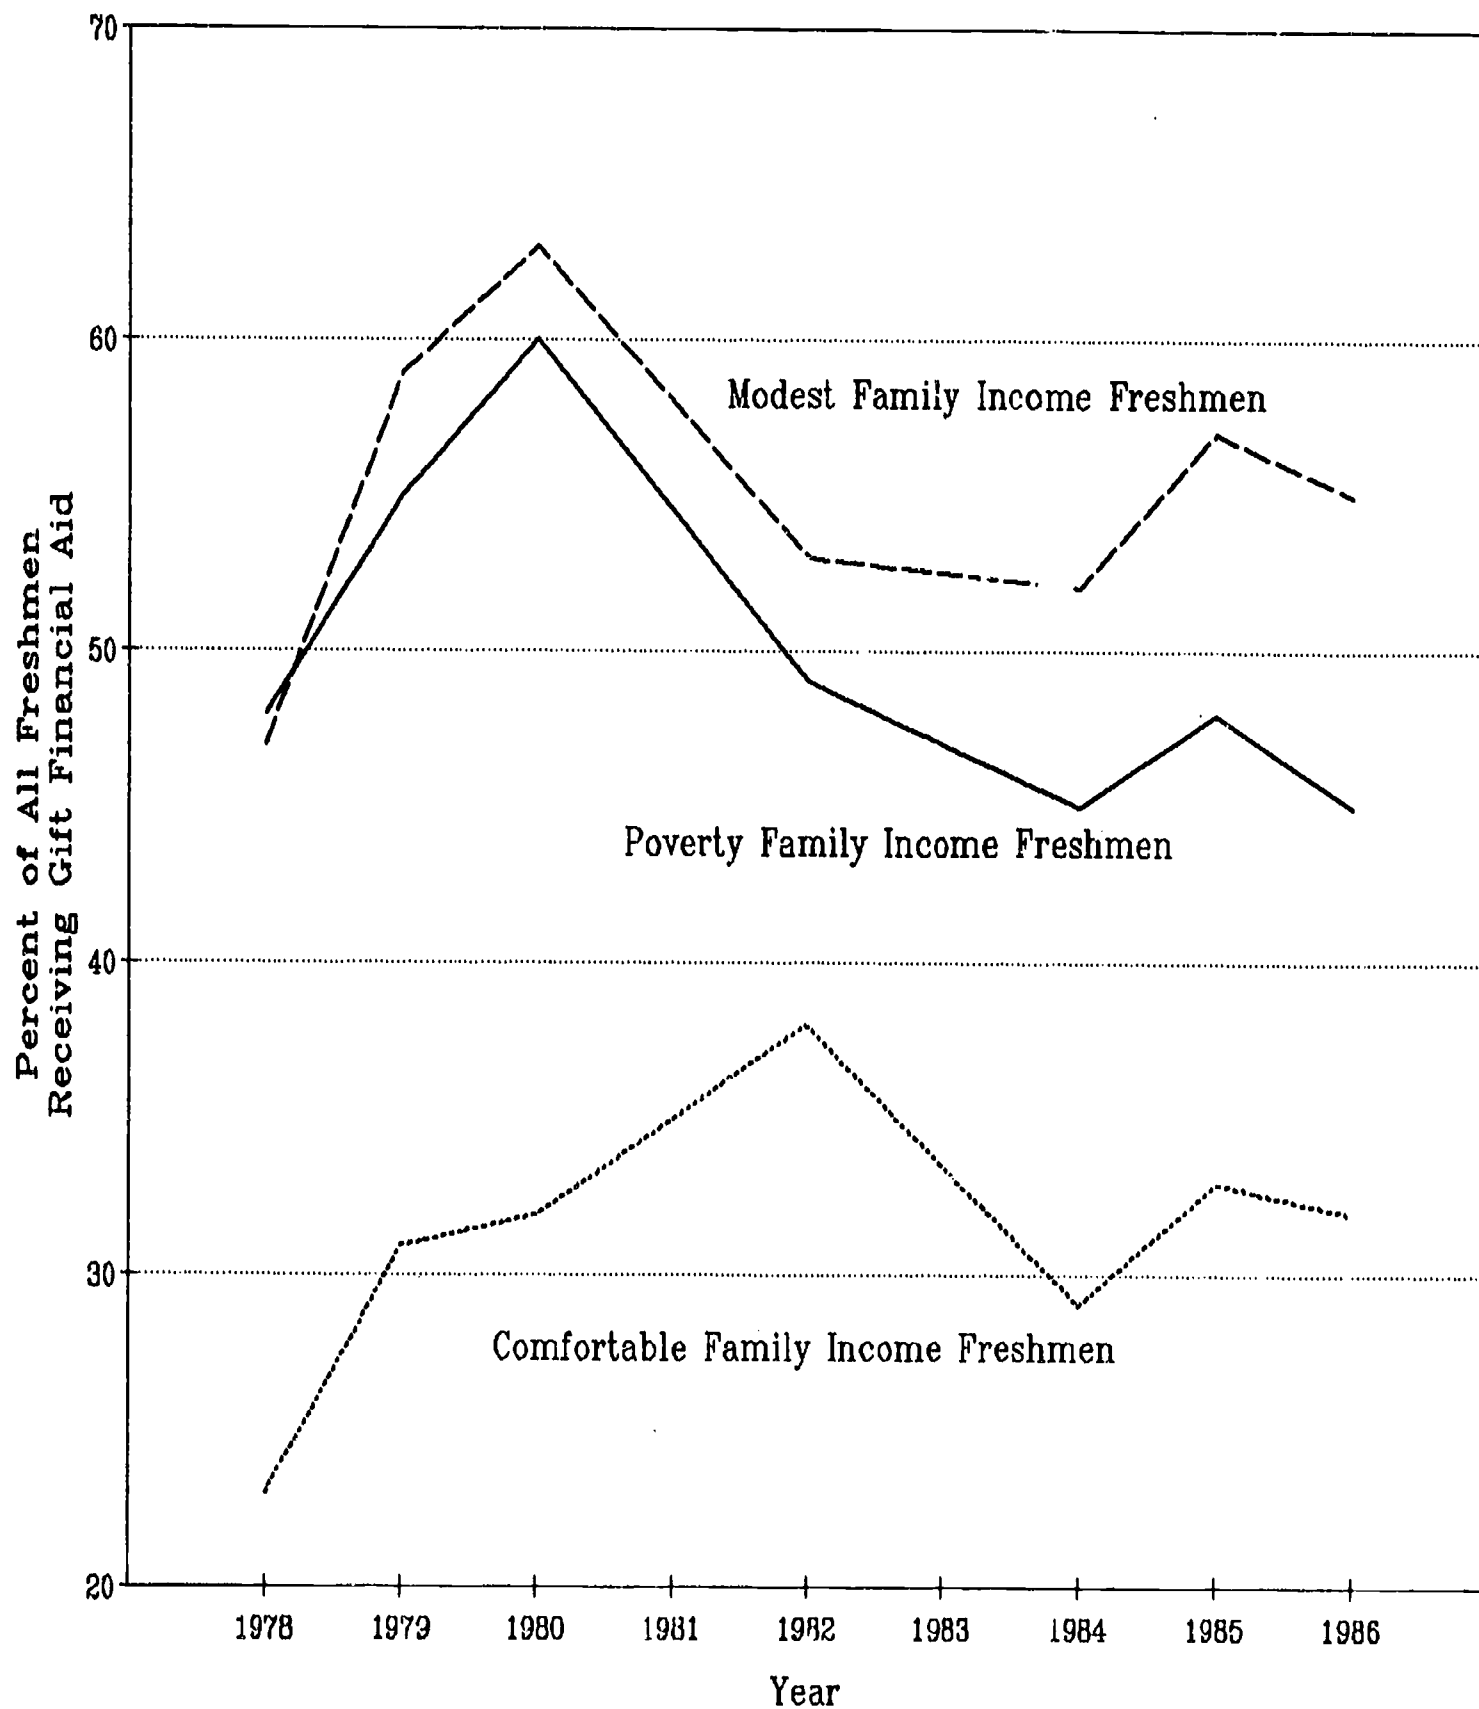 70
60
50
40
30
20
Percent of All Freshmen
Receiving Gift Financial Aid
Modest Family Income Freshmen
Poverty Family Income Freshmen
Comfortable Family Income Freshmen
1978 1979 1980 1981 1982 1983 1984 1985 1986
Year